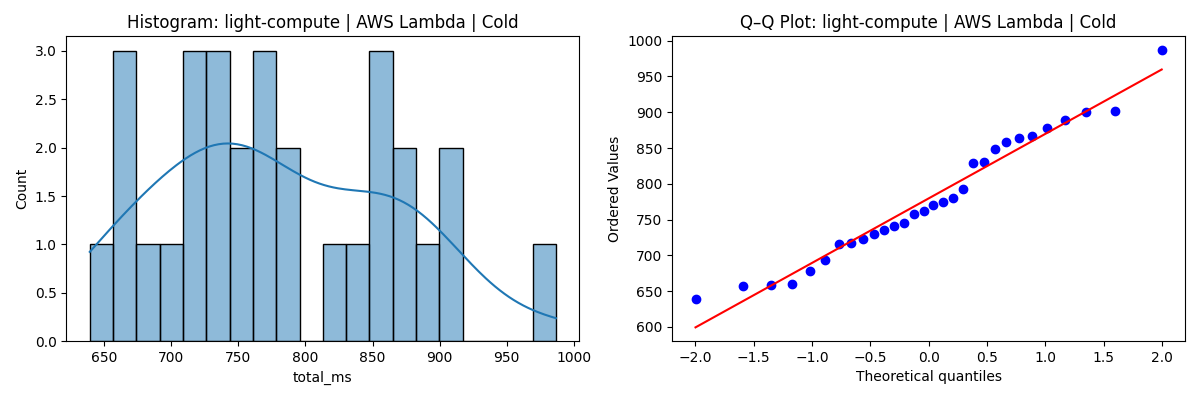 Histogram: light-compute | AWS Lambda | Cold
3.0
2.5
2.0
1.5
1.0
0.5
0.0
Count
650 700 750 800 850 900 950 1000
total_ms
Q–Q Plot: light-compute | AWS Lambda | Cold
1000
950
900
850
800
750
700
650
600
Ordered Values
−2.0 −1.5 −1.0 −0.5 0.0 0.5 1.0 1.5 2.0
Theoretical quantiles